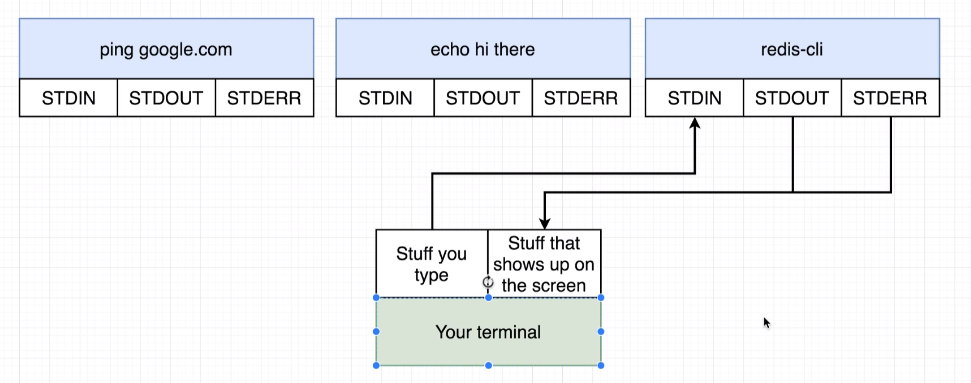 ping google.com
echo hi there
redis-cli
STDIN STDOUT STDERR
STDIN STDOUT STDERR
STDIN STDOUT STDERR
Stuff you
type
Stuff that
shows up on
the screen
Your terminal